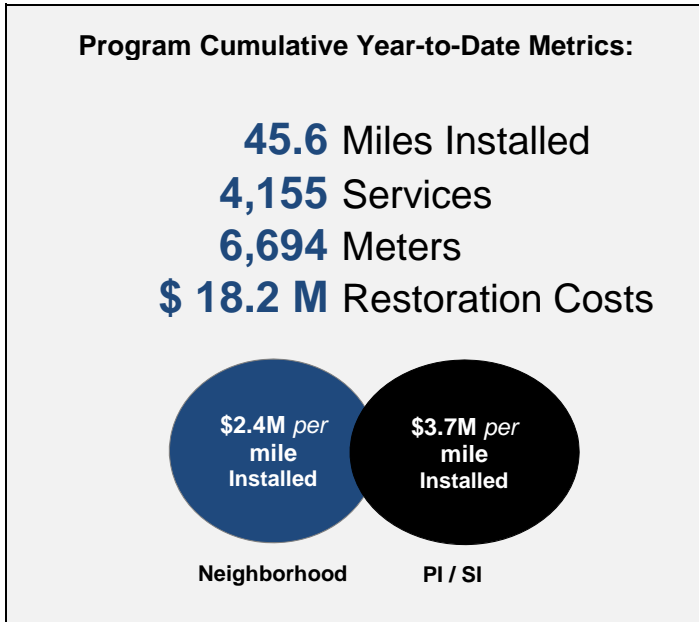 Program Cumulative Year-to-Date Metrics:
45.6 Miles Installed
4,155 Services
6,694 Meters
$ 18.2 M Restoration Costs
$2.4M per
mile
Installed
$3.7M per
mile
Installed
Neighborhood
PI / SI